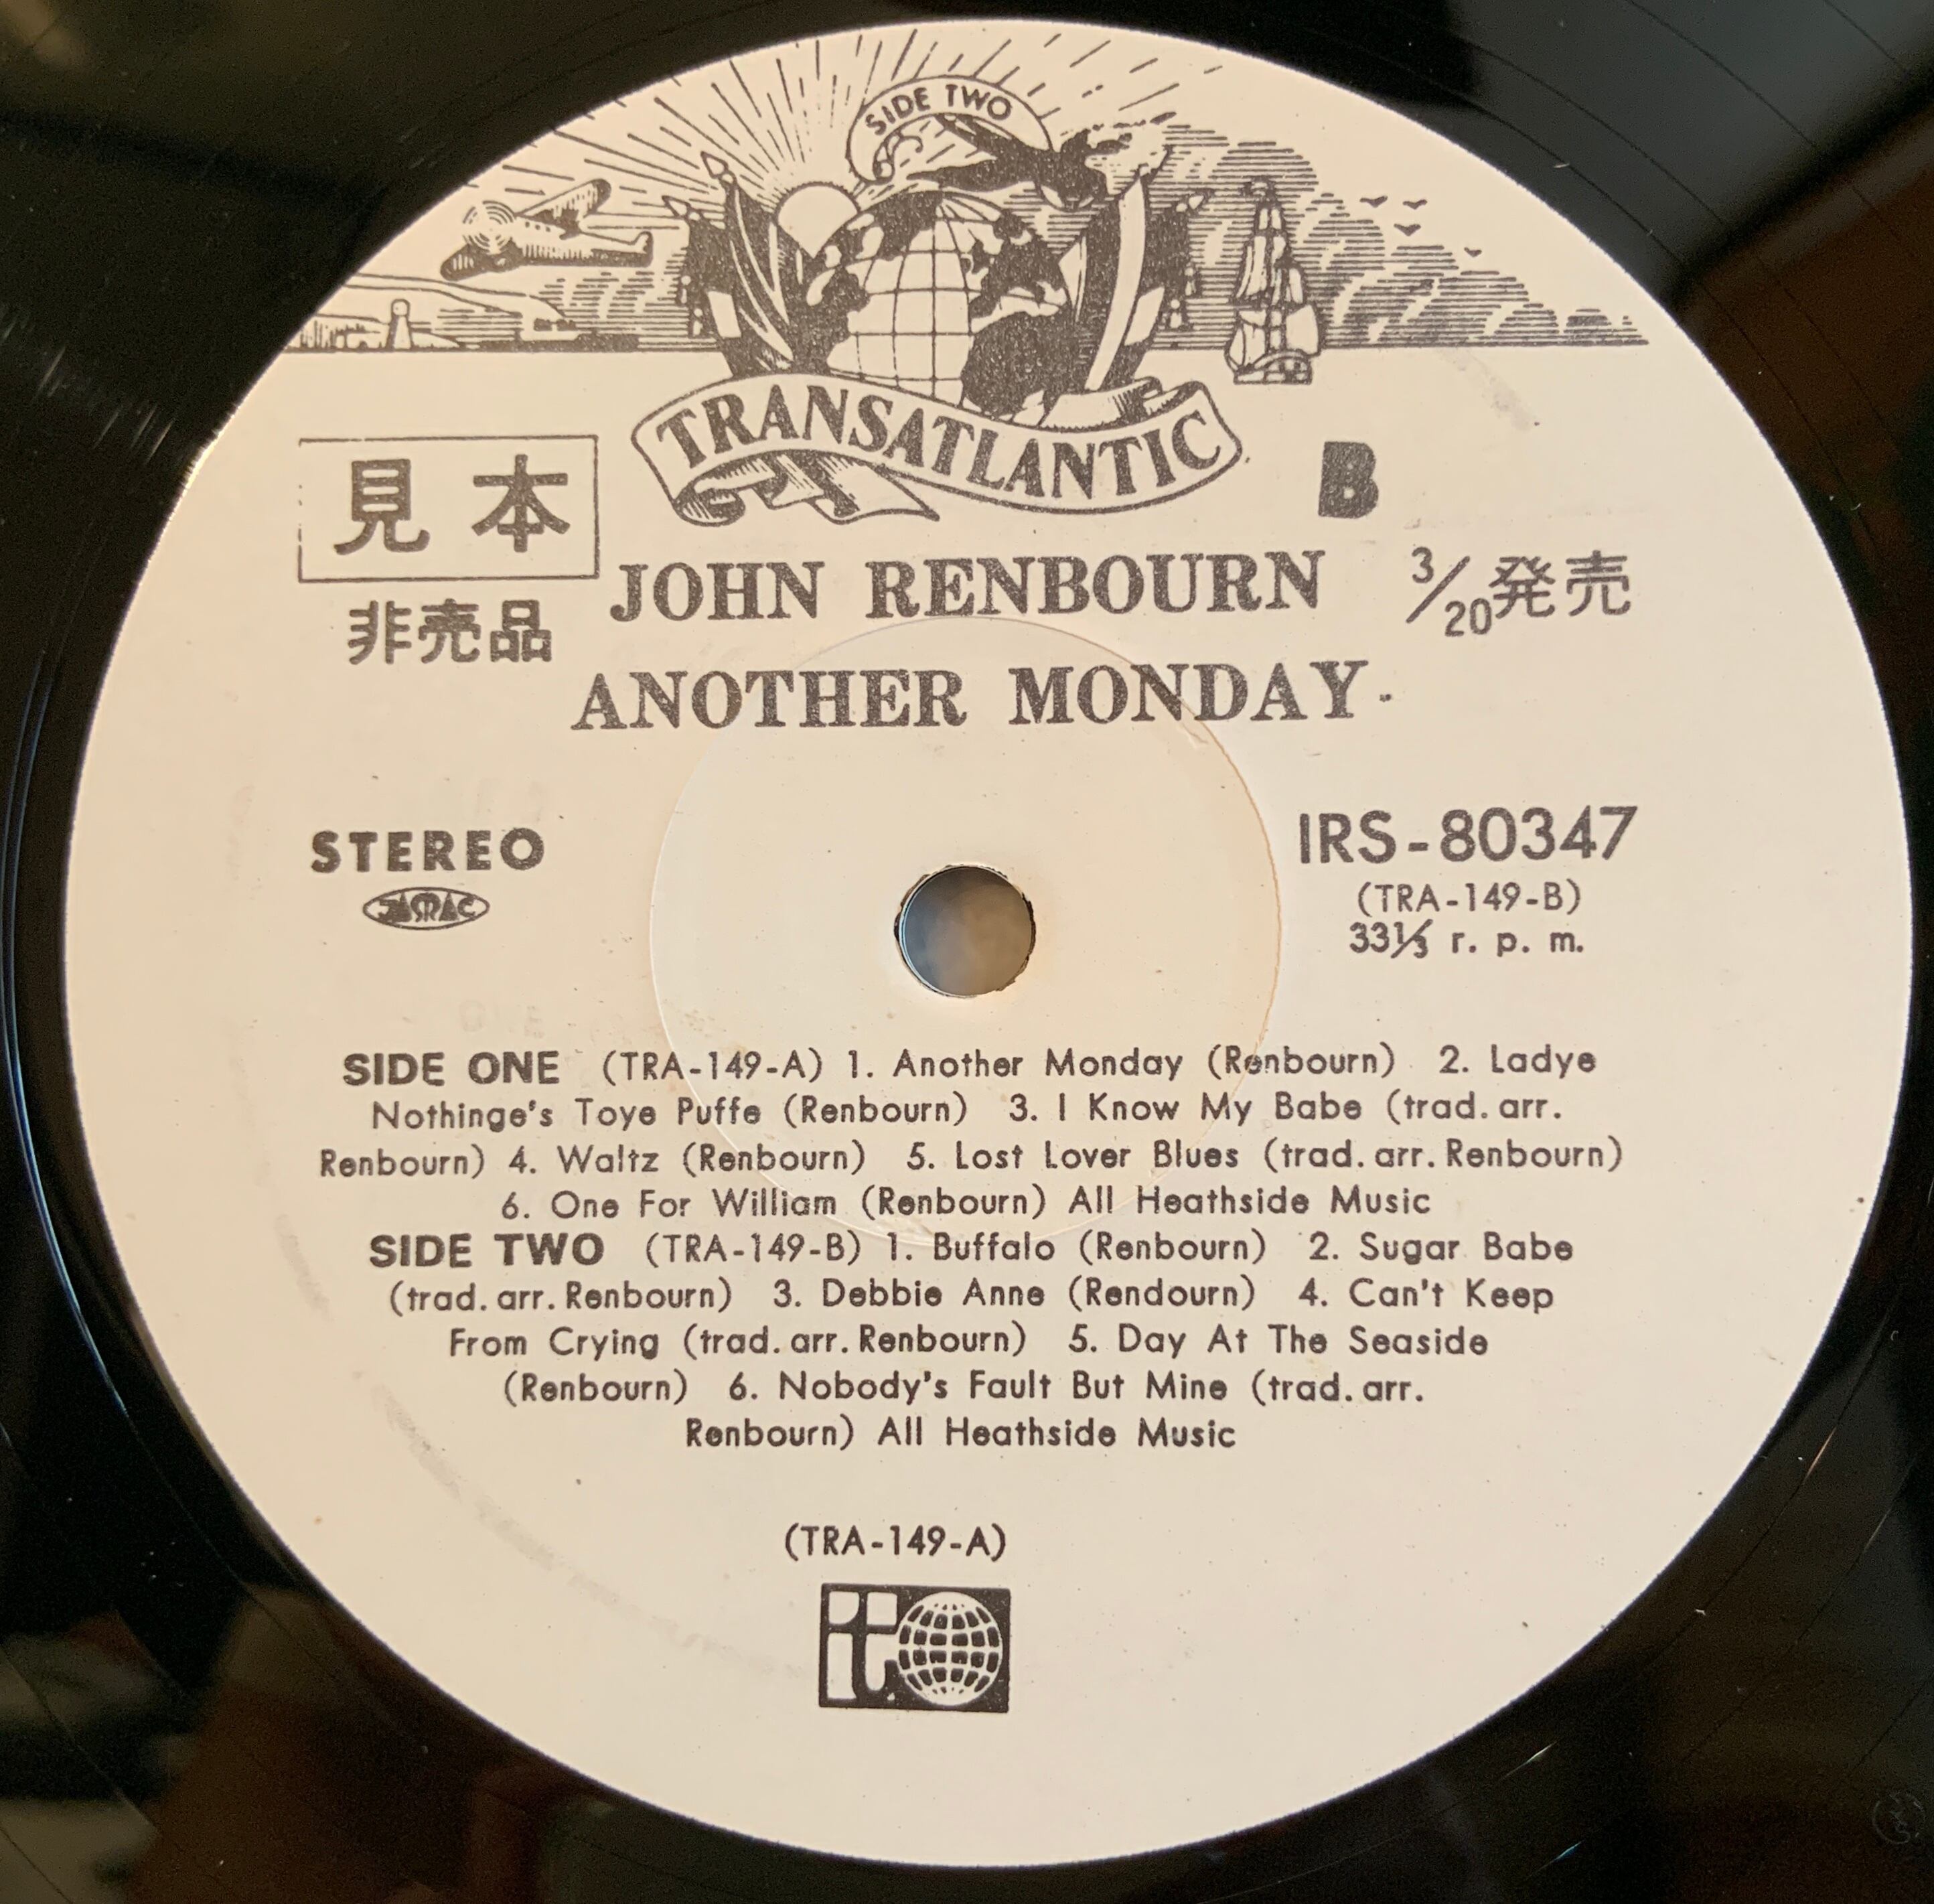 SIDE TWO
TRANSATLANTIC
見本
B
JOHN RENBOURN
3/20発売
非売品
ANOTHER MONDAY
STEREO
JASRAC
IRS-80347
(TRA-149-B)
33⅓ r. p. m.
SIDE ONE (TRA-149-A) 1. Another Monday (Renbourn) 2. Ladye
Nothinge's Toye Puffe (Renbourn) 3. I Know My Babe (trad. arr.
Renbourn) 4. Waltz (Renbourn) 5. Lost Lover Blues (trad. arr. Renbourn)
6. One For William (Renbourn) All Heathside Music
SIDE TWO (TRA-149-B) 1. Buffalo (Renbourn) 2. Sugar Babe
(trad. arr. Renbourn) 3. Debbie Anne (Rendourn) 4. Can't Keep
From Crying (trad. arr. Renbourn) 5. Day At The Seaside
(Renbourn) 6. Nobody's Fault But Mine (trad. arr.
Renbourn) All Heathside Music
(TRA-149-A)
it